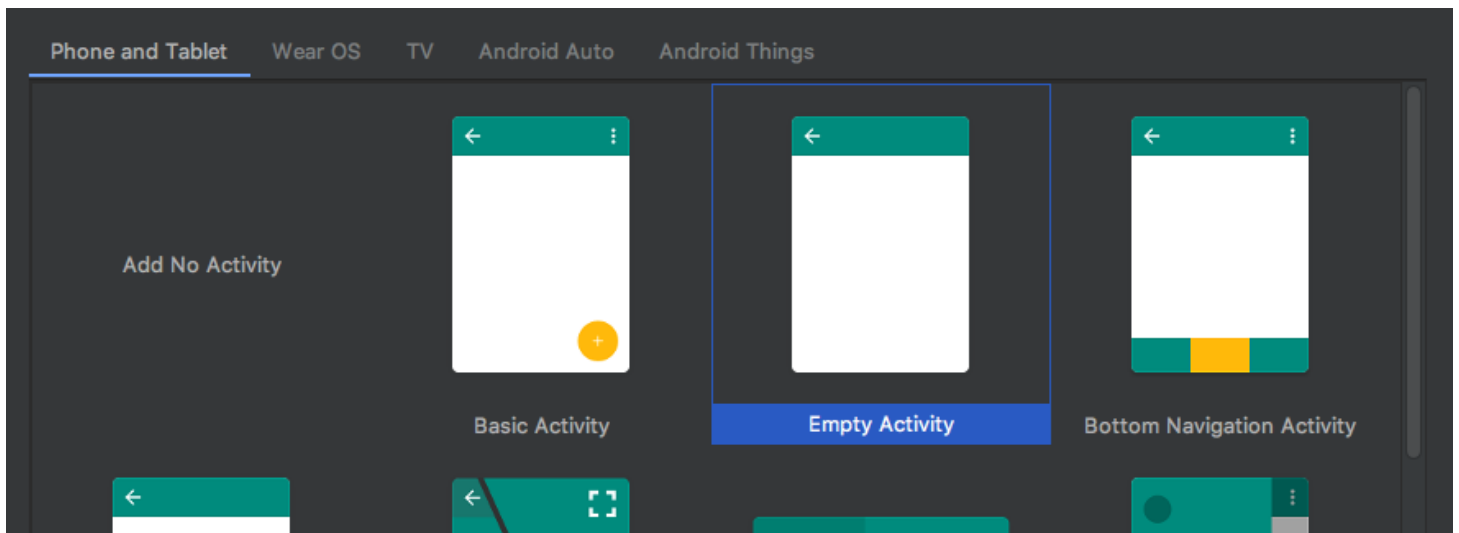 Phone and Tablet Wear OS TV Android Auto Android Things
Add No Activity
Basic Activity
Empty Activity
Bottom Navigation Activity